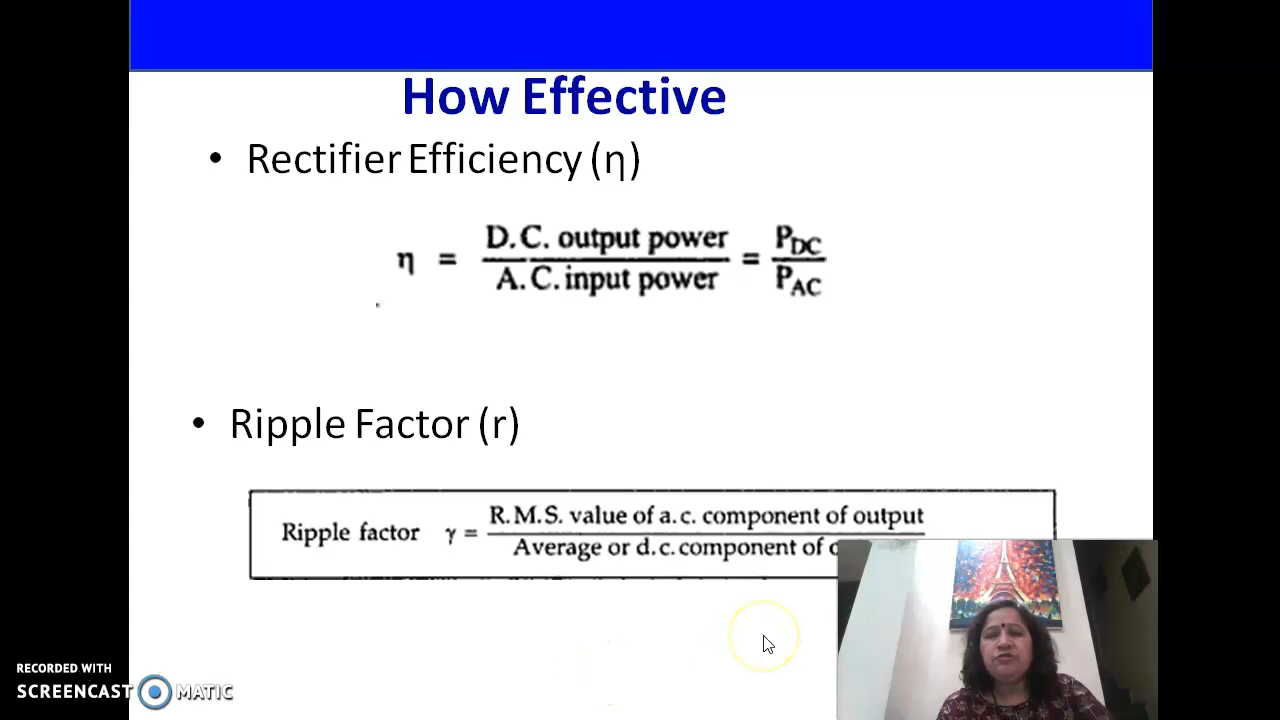 How Effective
• Rectifier Efficiency (η)
η = D.C. output power / A.C. input power = P_DC / P_AC
• Ripple Factor (r)
Ripple factor γ = R.M.S. value of a.c. component of output / Average or d.c. component of
RECORDED WITH
SCREENCAST MATIC